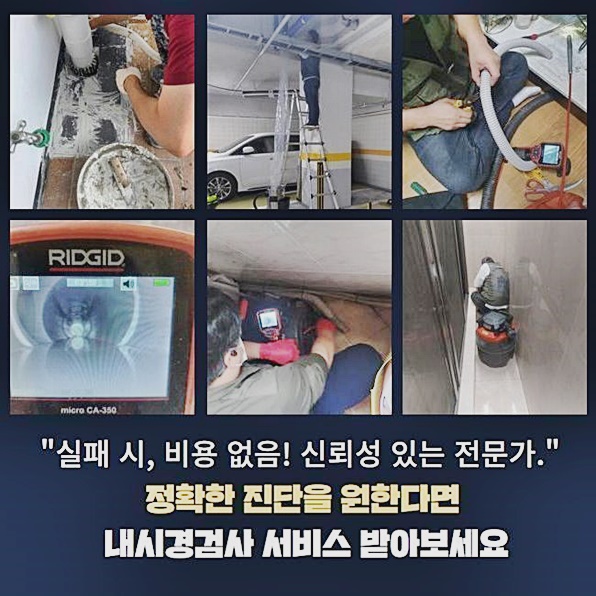 RIDGID
micro CA-350
"실패 시, 비용 없음! 신뢰성 있는 전문가."
정확한 진단을 원한다면
내시경검사 서비스 받아보세요